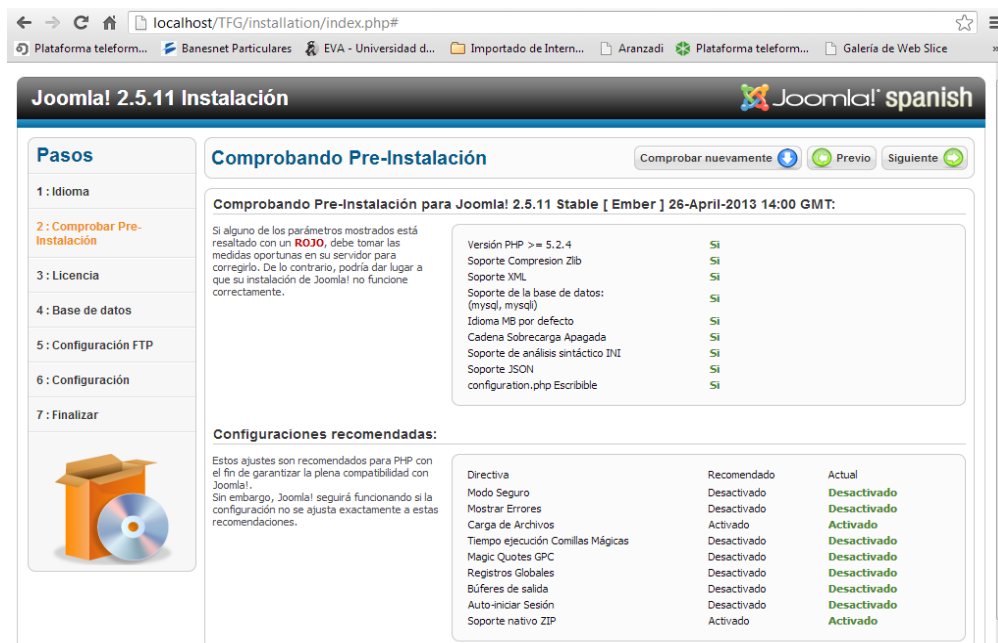 localhost/TFG/installation/index.php#
Plataforma teleform... Banesnet Particulares EVA - Universidad d... Importado de Intern... Aranzadi Plataforma teleform... Galería de Web Slice »
Joomla! 2.5.11 Instalación
Joomla! spanish
Pasos
1 : Idioma
2 : Comprobar Pre-
Instalación
3 : Licencia
4 : Base de datos
5 : Configuración FTP
6 : Configuración
7 : Finalizar
Comprobando Pre-Instalación
Comprobar nuevamente Previo Siguiente
Comprobando Pre-Instalación para Joomla! 2.5.11 Stable [ Ember ] 26-April-2013 14:00 GMT:
Si alguno de los parámetros mostrados está
resaltado con un ROJO, debe tomar las
medidas oportunas en su servidor para
corregirlo. De lo contrario, podría dar lugar a
que su instalación de Joomla! no funcione
correctamente.
Versión PHP >= 5.2.4 Si
Soporte Compresion Zlib Si
Soporte XML Si
Soporte de la base de datos:
(mysql, mysqli) Si
Idioma MB por defecto Si
Cadena Sobrecarga Apagada Si
Soporte de análisis sintáctico INI Si
Soporte JSON Si
configuration.php Escribible Si
Configuraciones recomendadas:
Estos ajustes son recomendados para PHP con
el fin de garantizar la plena compatibilidad con
Joomla!.
Sin embargo, Joomla! seguirá funcionando si la
configuración no se ajusta exactamente a estas
recomendaciones.
Directiva Recomendado Actual
Modo Seguro Desactivado Desactivado
Mostrar Errores Desactivado Desactivado
Carga de Archivos Activado Activado
Tiempo ejecución Comillas Mágicas Desactivado Desactivado
Magic Quotes GPC Desactivado Desactivado
Registros Globales Desactivado Desactivado
Búferes de salida Desactivado Desactivado
Auto-iniciar Sesión Desactivado Desactivado
Soporte nativo ZIP Activado Activado